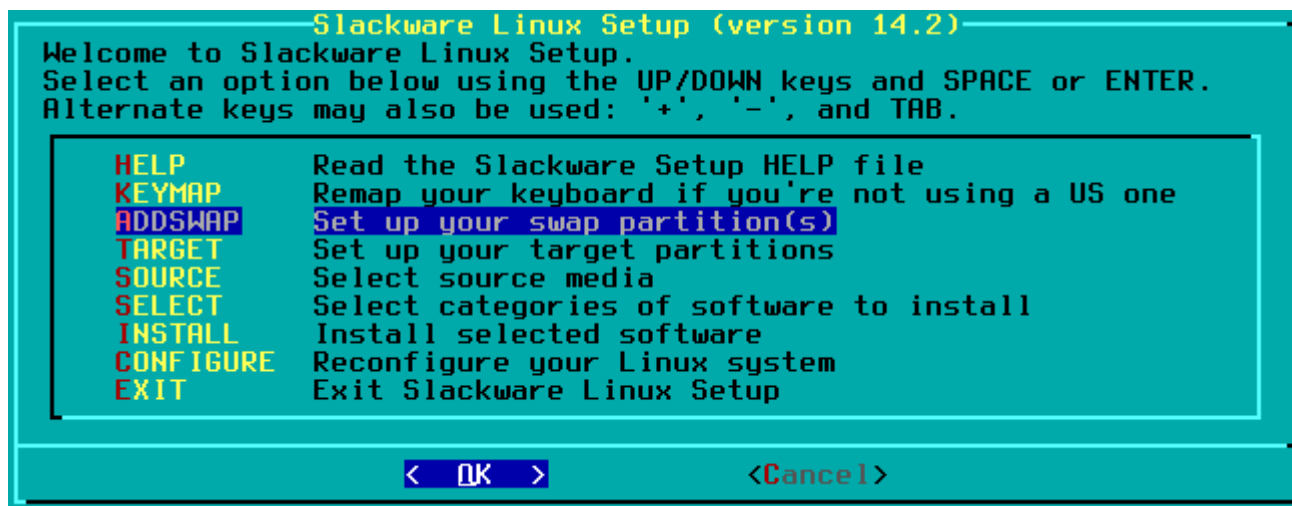 Slackware Linux Setup (version 14.2)
Welcome to Slackware Linux Setup.
Select an option below using the UP/DOWN keys and SPACE or ENTER.
Alternate keys may also be used: '+', '-', and TAB.
HELP Read the Slackware Setup HELP file
KEYMAP Remap your keyboard if you're not using a US one
ADDSWAP Set up your swap partition(s)
TARGET Set up your target partitions
SOURCE Select source media
SELECT Select categories of software to install
INSTALL Install selected software
CONFIGURE Reconfigure your Linux system
EXIT Exit Slackware Linux Setup
< OK > <Cancel>